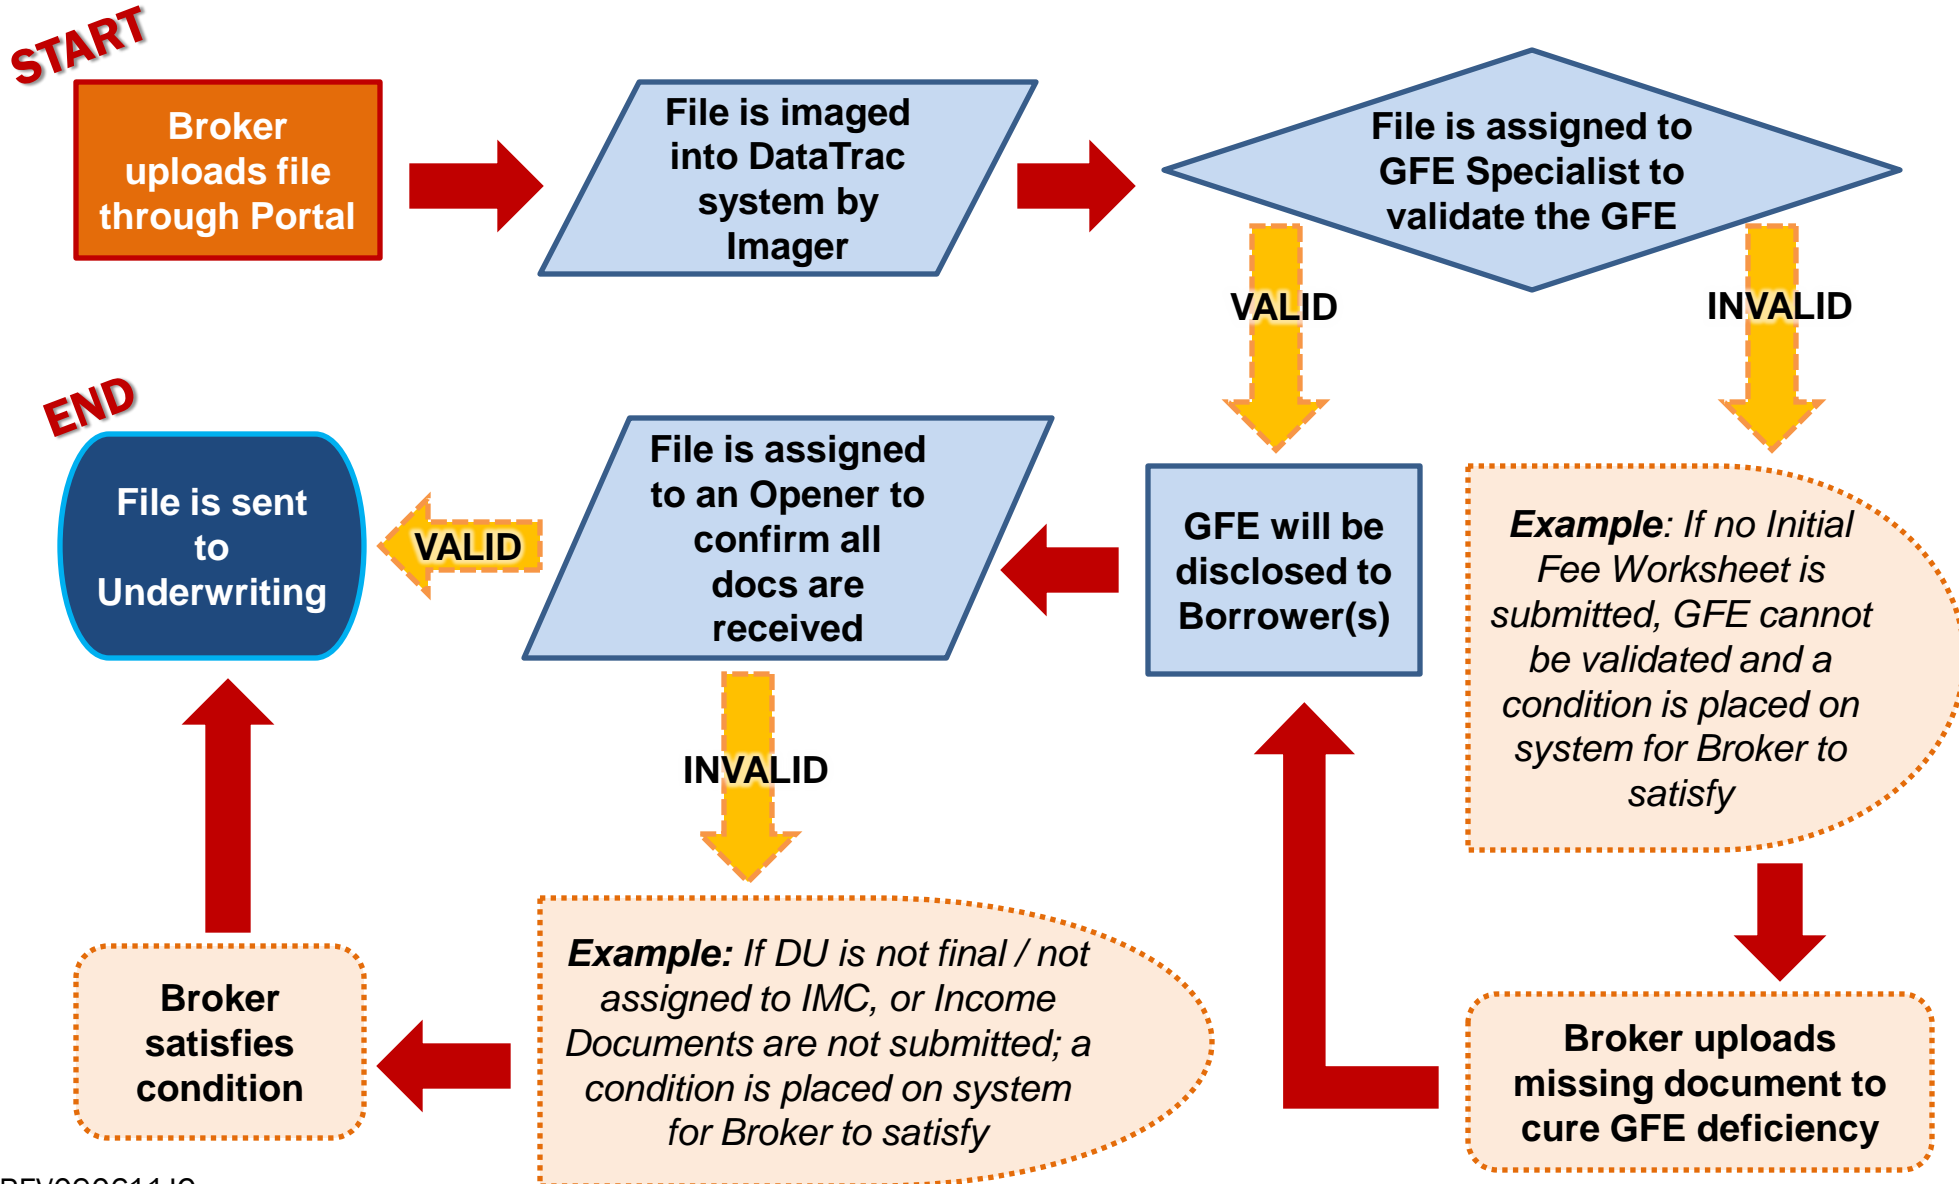 START
Broker
uploads file
through Portal
File is imaged
into DataTrac
system by
Imager
File is assigned to
GFE Specialist to
validate the GFE
VALID
INVALID
END
File is sent
to
Underwriting
VALID
File is assigned
to an Opener to
confirm all
docs are
received
GFE will be
disclosed to
Borrower(s)
Example: If no Initial
Fee Worksheet is
submitted, GFE cannot
be validated and a
condition is placed on
system for Broker to
satisfy
INVALID
Broker
satisfies
condition
Example: If DU is not final / not
assigned to IMC, or Income
Documents are not submitted; a
condition is placed on system
for Broker to satisfy
Broker uploads
missing document to
cure GFE deficiency